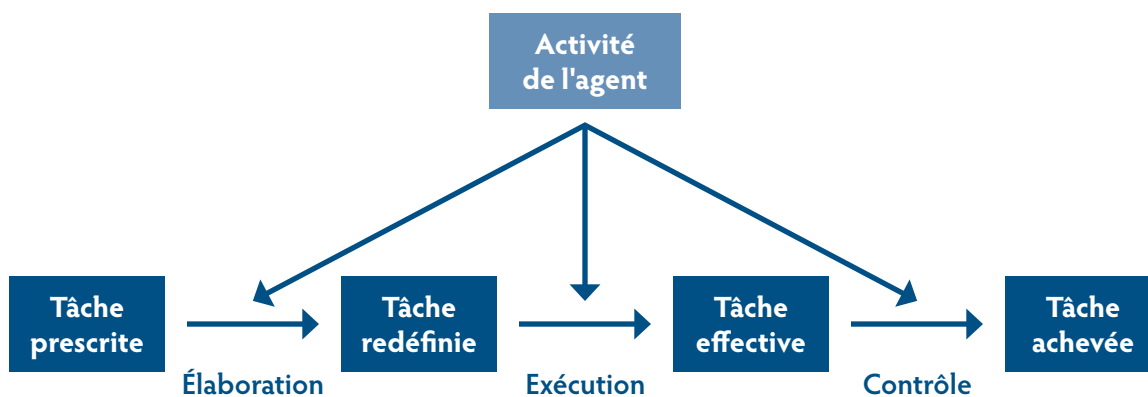 Activité
de l'agent
Tâche
prescrite
Tâche
redéfinie
Tâche
effective
Tâche
achevée
Élaboration
Exécution
Contrôle